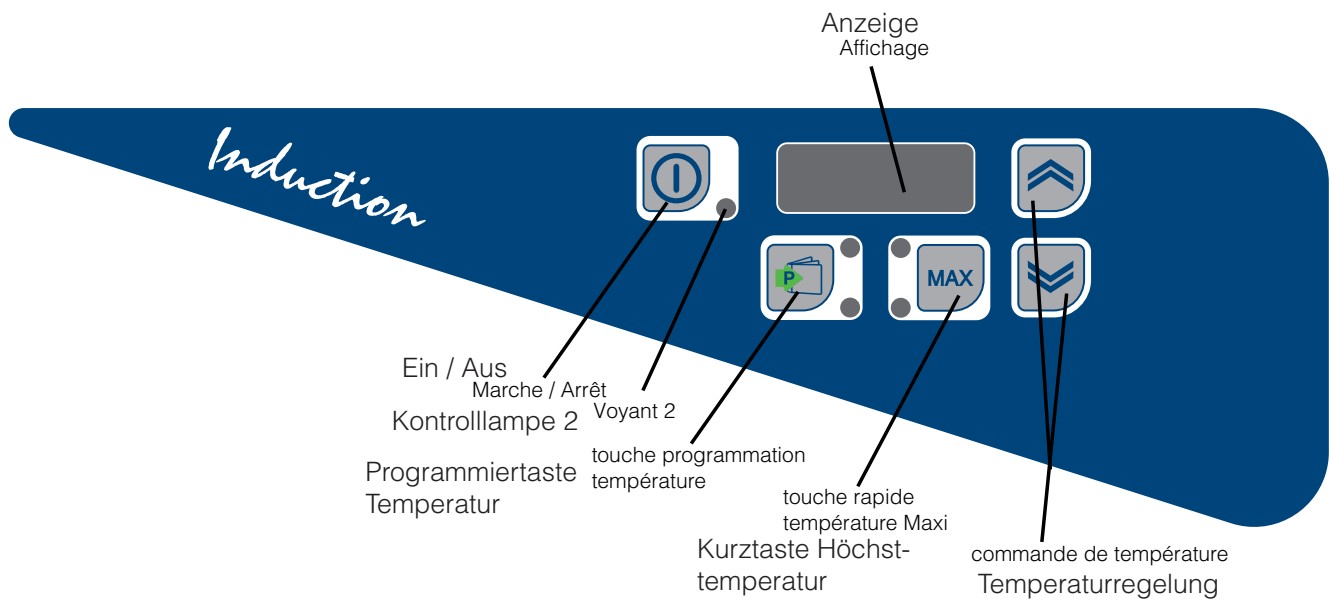 Anzeige
Affichage
Induction
P
MAX
Ein / Aus
Marche / Arrêt
Kontrolllampe 2
Voyant 2
Programmiertaste
Temperatur
touche programmation
température
touche rapide
température Maxi
Kurztaste Höchst-
temperatur
commande de température
Temperaturregelung